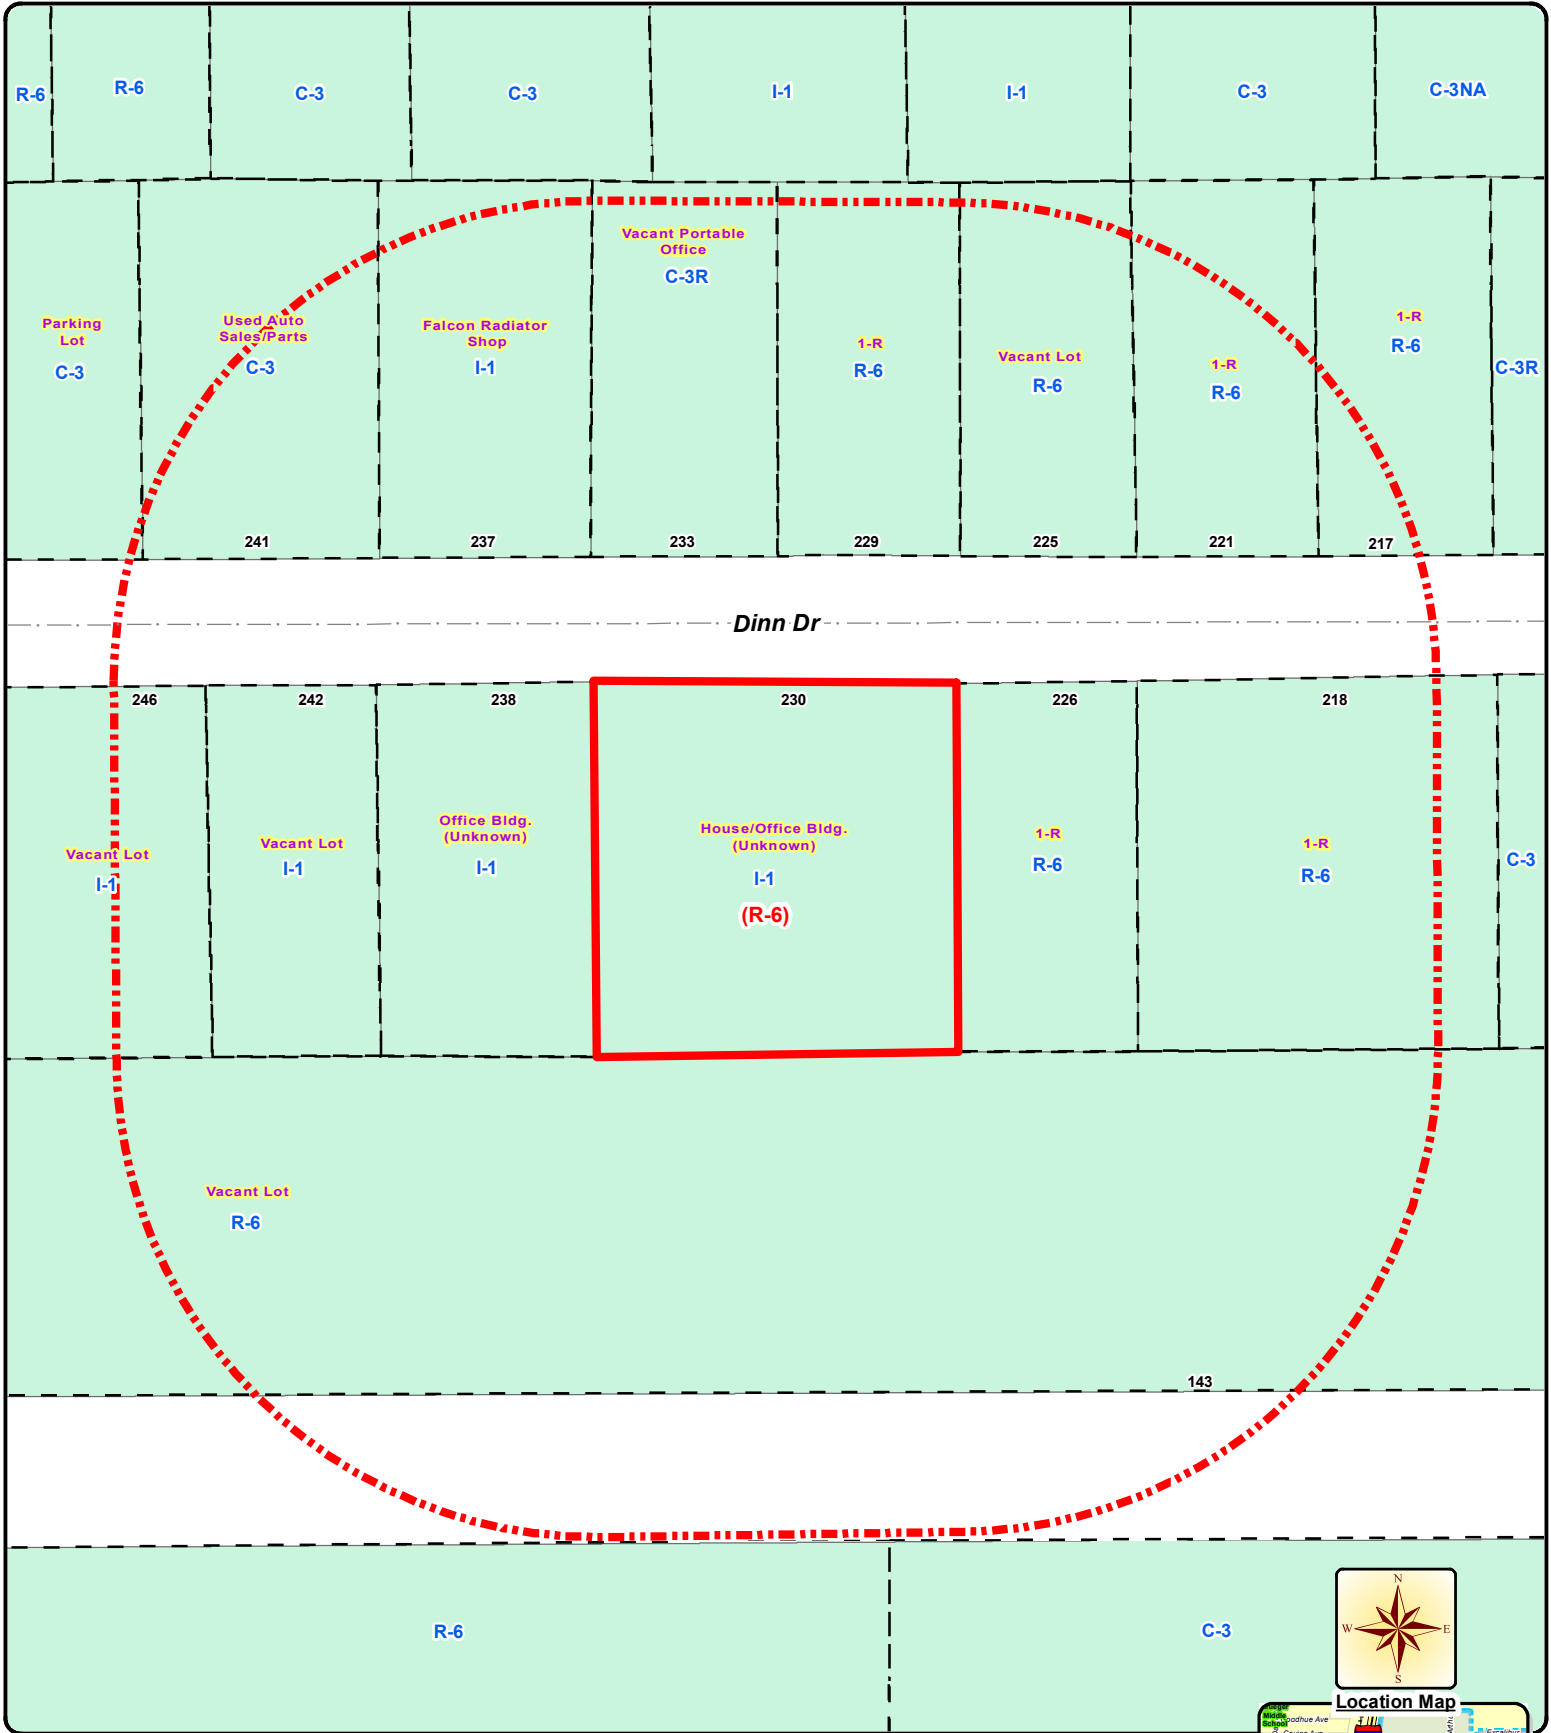 R-6
R-6
C-3
C-3
I-1
I-1
C-3
C-3NA
Vacant Portable
Office
C-3R
Parking
Lot
C-3
Used Auto
Sales/Parts
C-3
Falcon Radiator
Shop
I-1
1-R
R-6
Vacant Lot
R-6
1-R
R-6
1-R
R-6
C-3R
241
237
233
229
225
221
217
Dinn Dr
246
242
238
230
226
218
Vacant Lot
I-1
Vacant Lot
I-1
Office Bldg.
(Unknown)
I-1
House/Office Bldg.
(Unknown)
I-1
(R-6)
1-R
R-6
1-R
R-6
C-3
Vacant Lot
R-6
143
R-6
C-3
N
W
E
S
Location Map
Middle
School
oodhue Ave